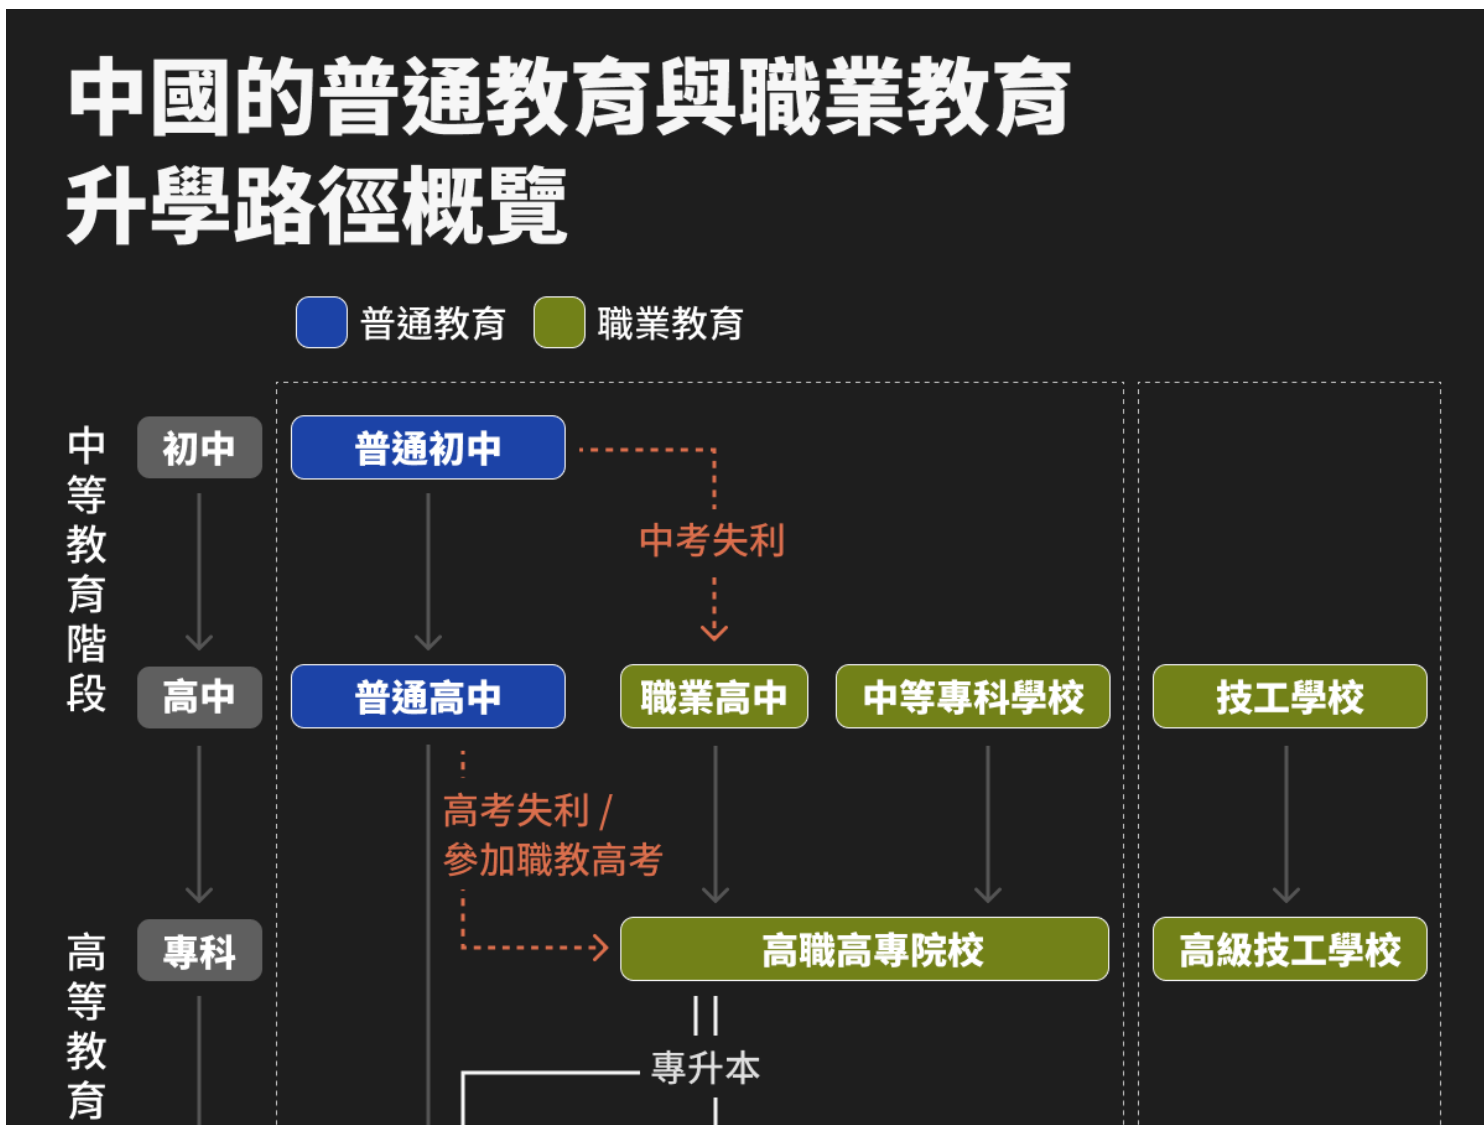 中國的普通教育與職業教育
升學路徑概覽
普通教育
職業教育
中等教育階段
初中
普通初中
中考失利
高中
普通高中
職業高中
中等專科學校
技工學校
高考失利 /
參加職教高考
高等教育
專科
高職高專院校
高級技工學校
專升本